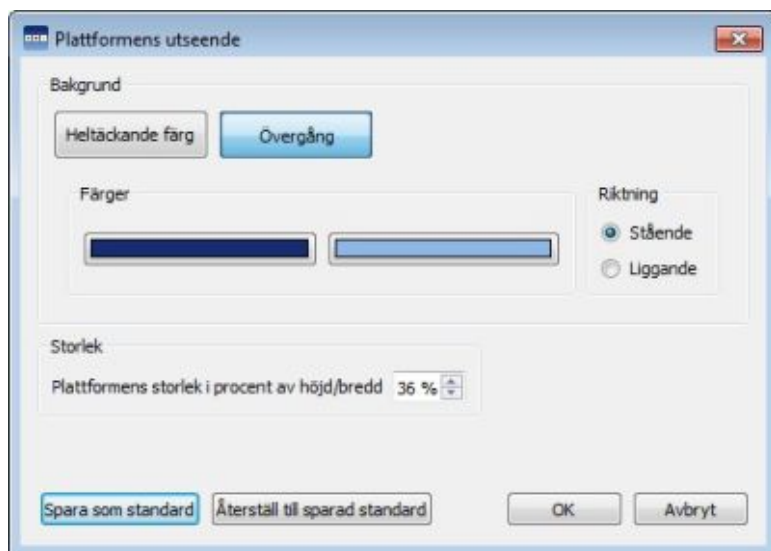 Plattformens utseende
Bakgrund
Heltäckande färg Övergång
Färger Riktning
Stående
Liggande
Storlek
Plattformens storlek i procent av höjd/bredd 36 %
Spara som standard Återställ till sparad standard OK Avbryt